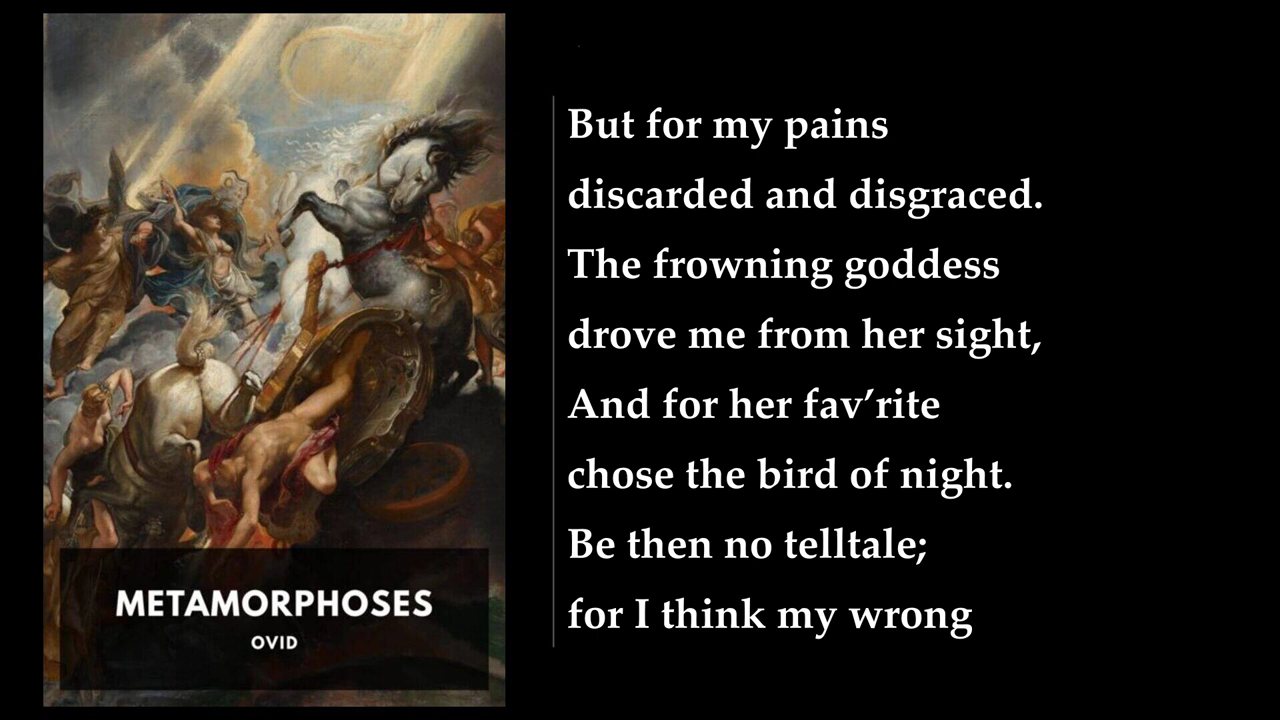 METAMORPHOSES
OVID
But for my pains
discarded and disgraced.
The frowning goddess
drove me from her sight,
And for her fav’rite
chose the bird of night.
Be then no telltale;
for I think my wrong